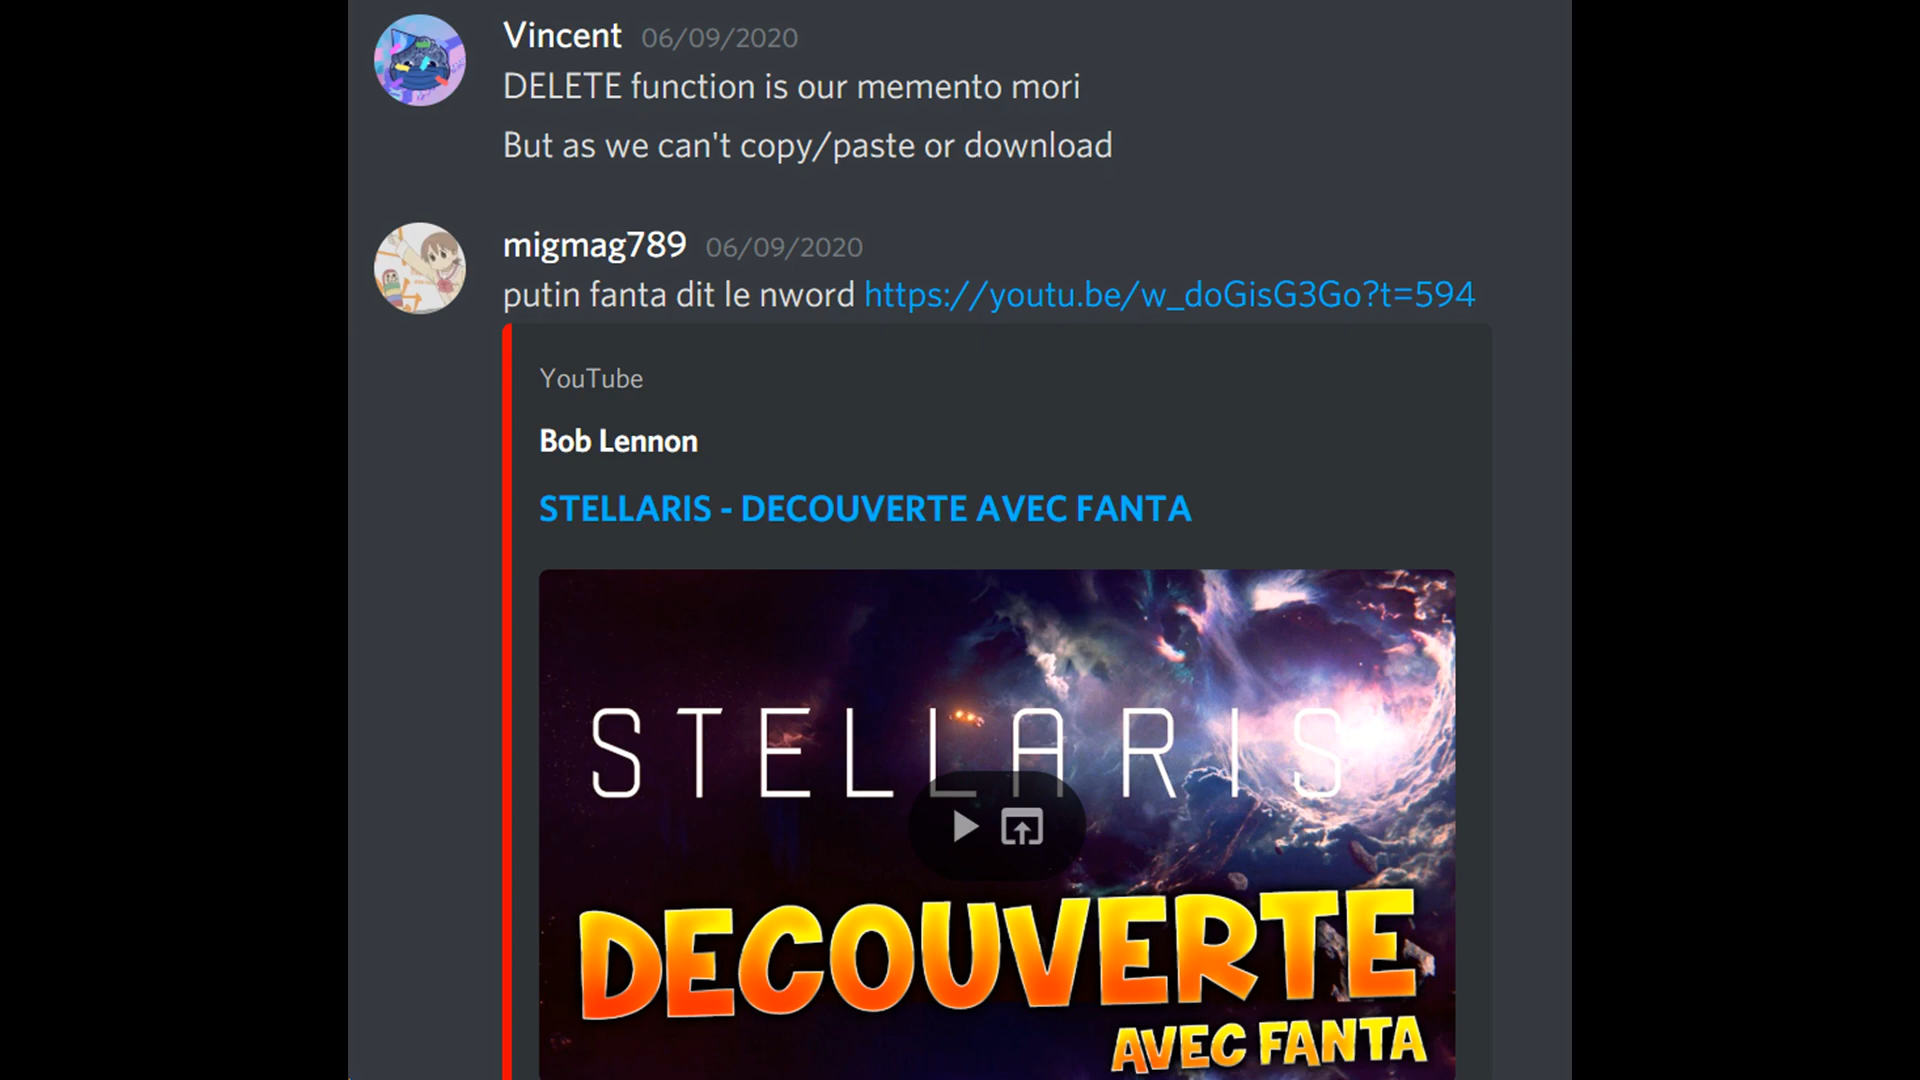 Vincent 06/09/2020
DELETE function is our memento mori
But as we can't copy/paste or download
migmag789 06/09/2020
putin fanta dit le nword https://youtu.be/w_doGisG3Go?t=594
YouTube
Bob Lennon
STELLARIS - DECOUVERTE AVEC FANTA
STELLARIS
DECOUVERTE
AVEC FANTA